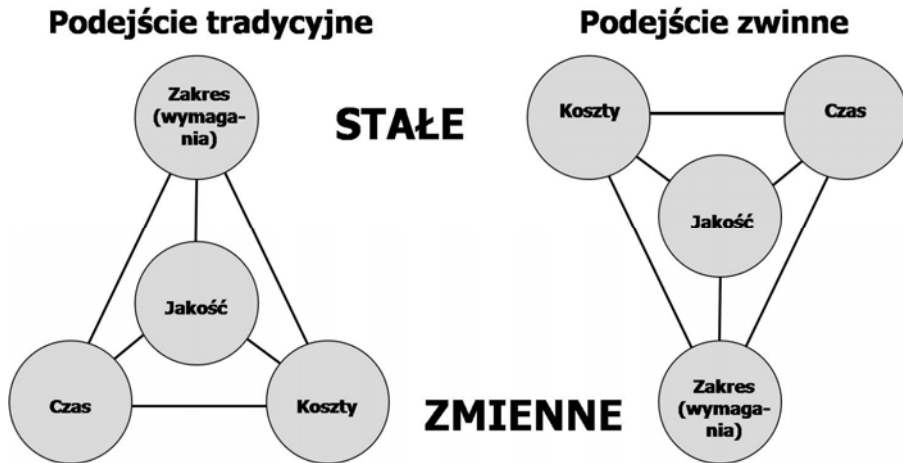 Podejście tradycyjne
Zakres
(wymaga-
nia)
Jakość
Czas
Koszty
STAŁE
ZMIENNE
Podejście zwinne
Koszty
Czas
Jakość
Zakres
(wymaga-
nia)